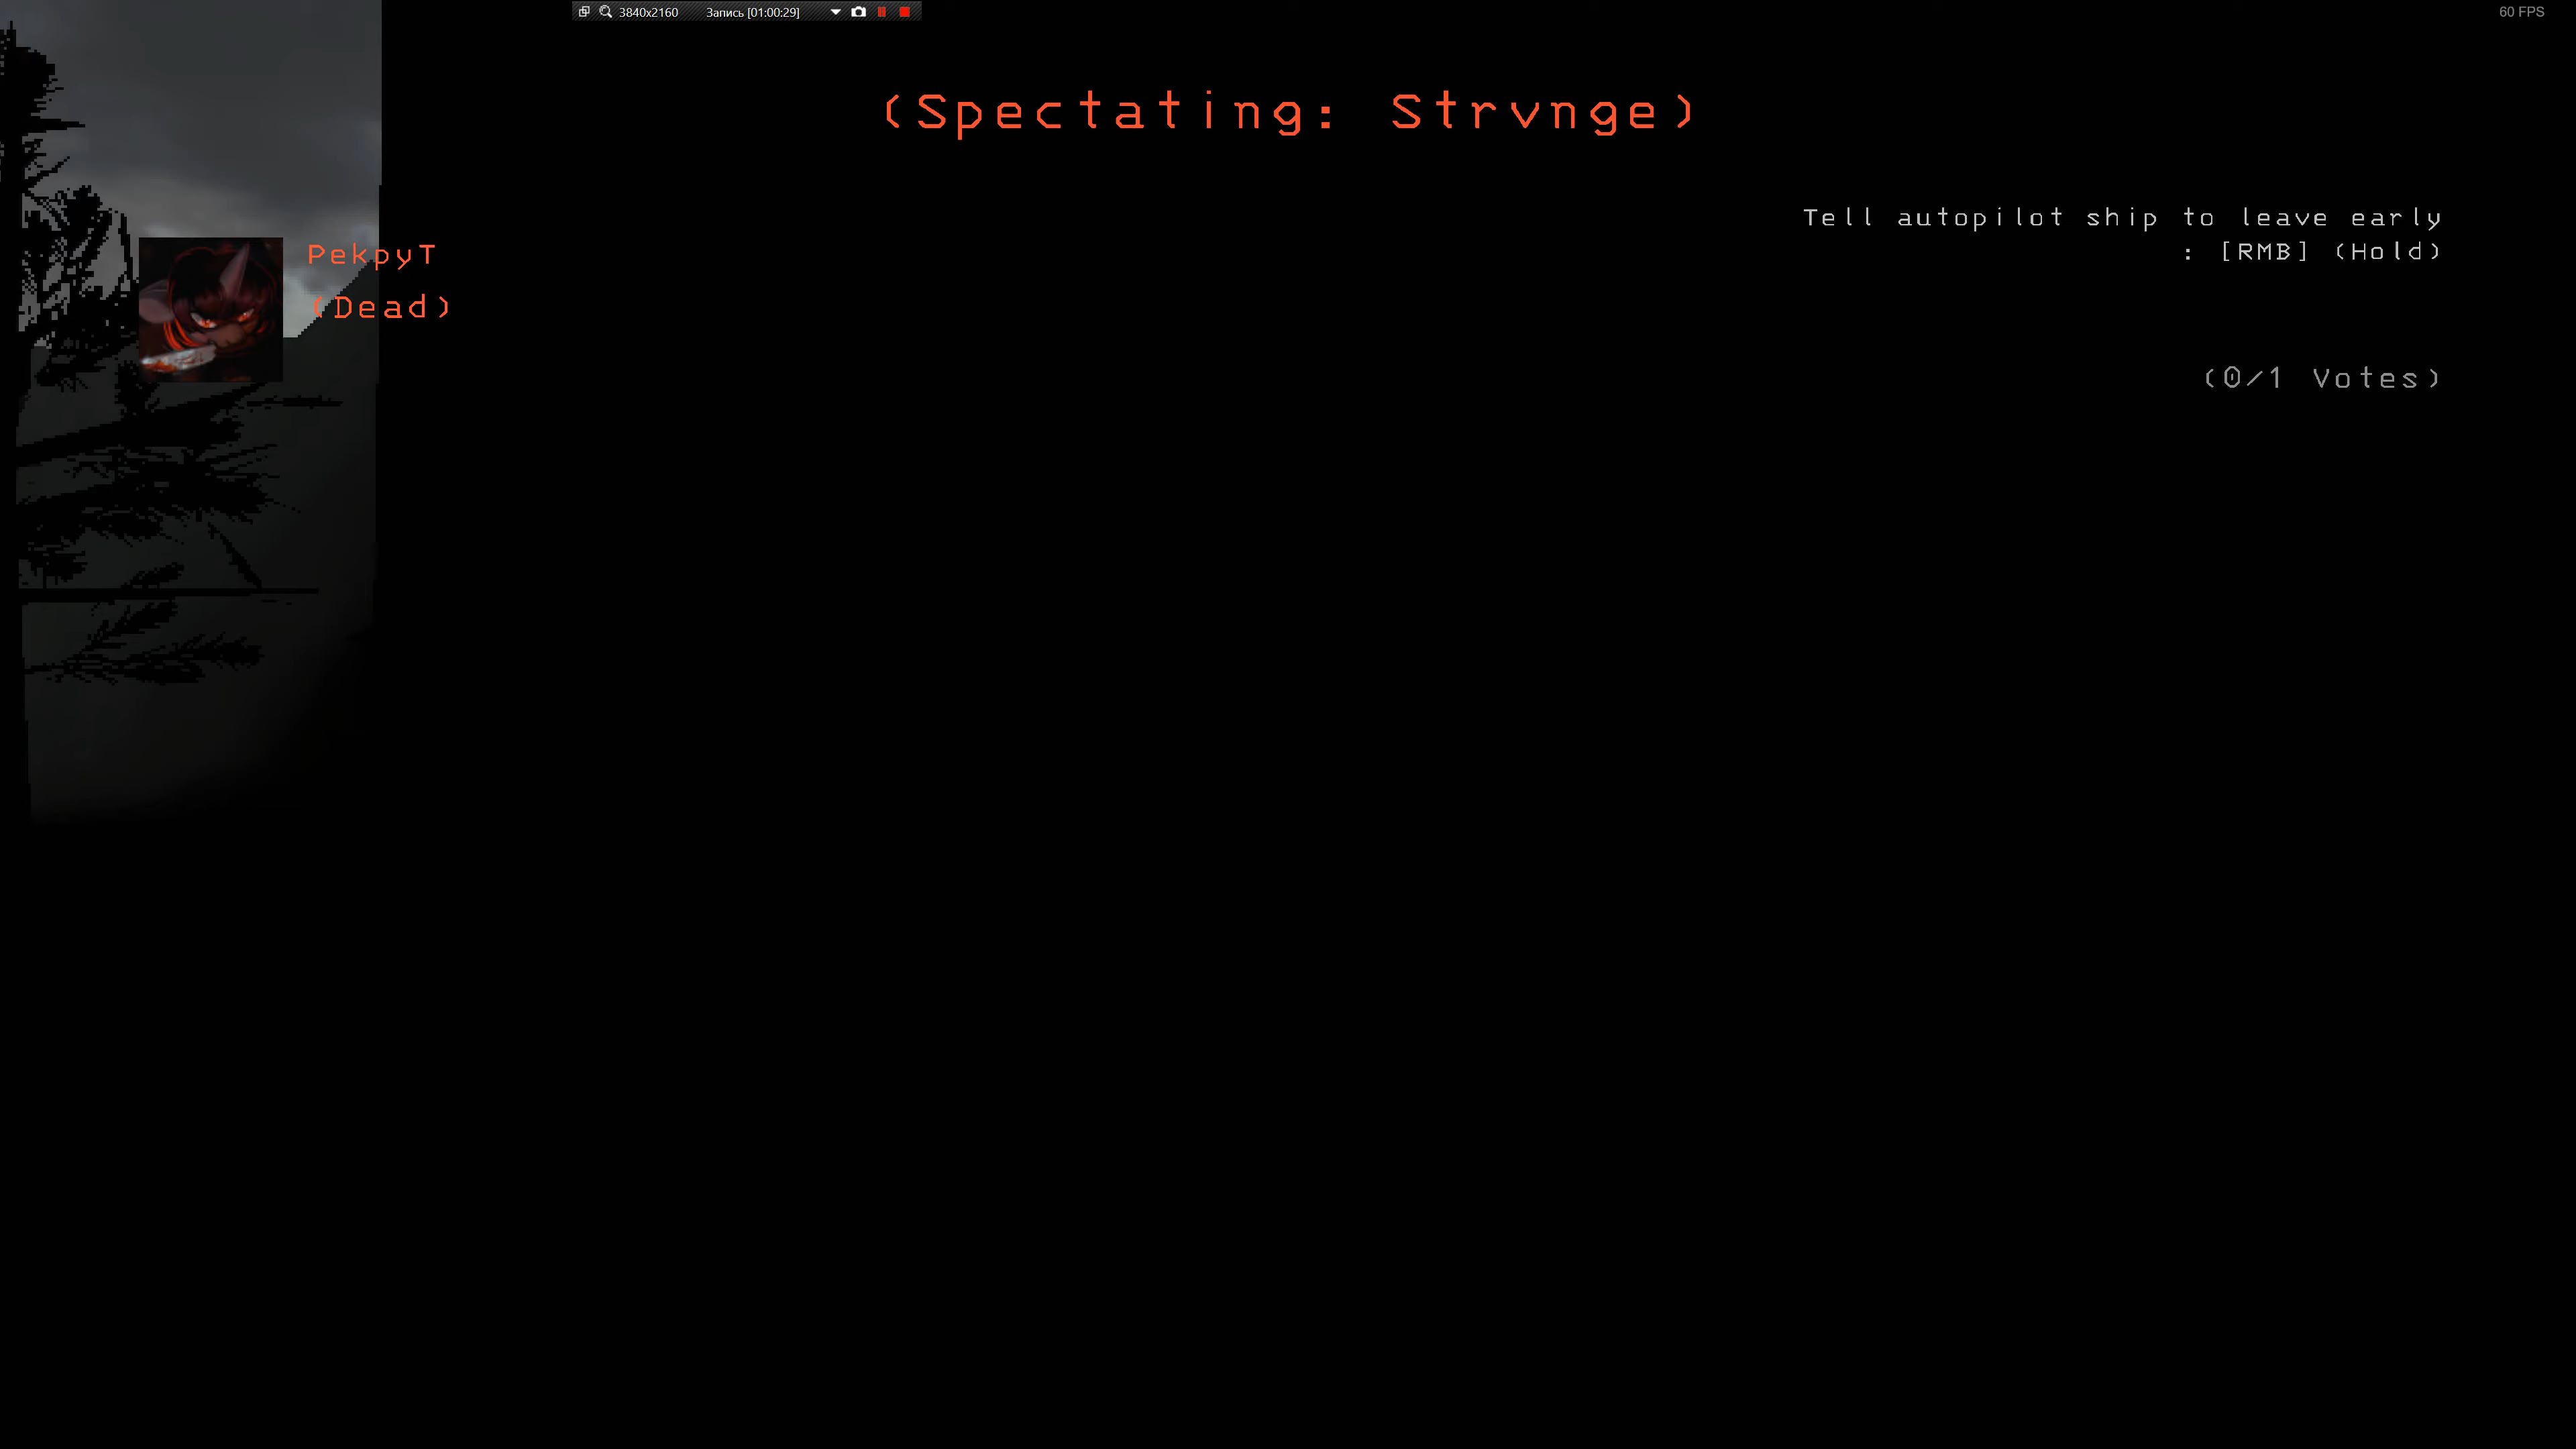 3840x2160 Запись [01:00:29]
60 FPS
(Spectating: Strvnge)
Tell autopilot ship to leave early
: [RMB] (Hold)
PekpyT
(Dead)
(0/1 Votes)